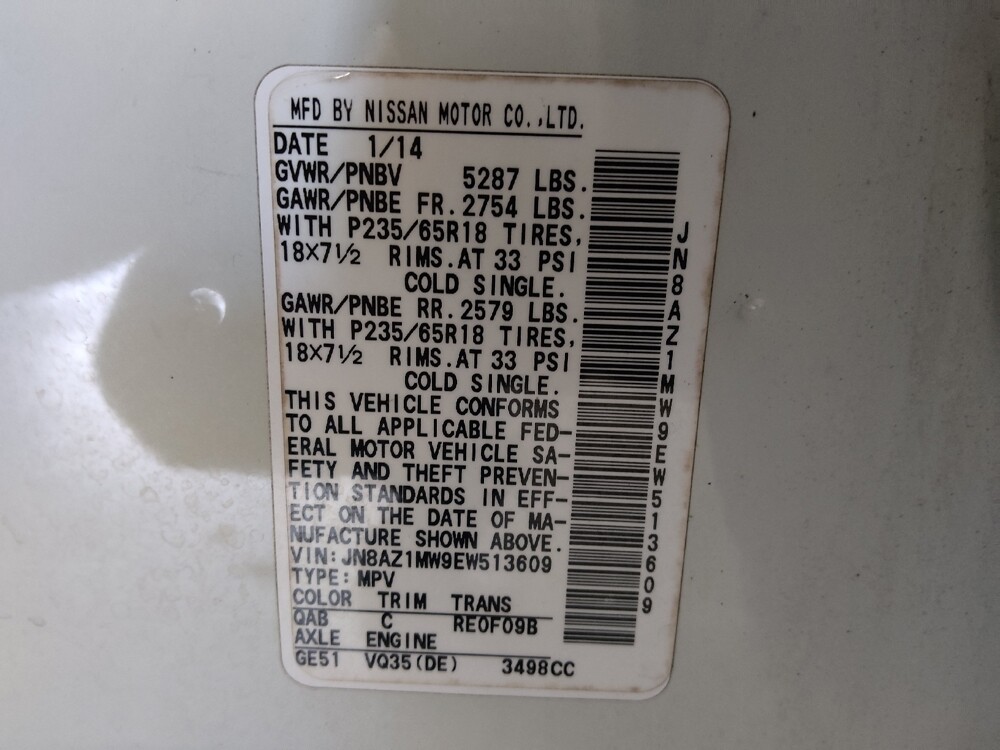 MFD BY NISSAN MOTOR CO.,LTD.
DATE 1/14
GVWR/PNBV 5287 LBS.
GAWR/PNBE FR.2754 LBS.
WITH P235/65R18 TIRES,
18×7½ RIMS.AT 33 PSI
COLD SINGLE.
GAWR/PNBE RR.2579 LBS.
WITH P235/65R18 TIRES,
18×7½ RIMS.AT 33 PSI
COLD SINGLE.
THIS VEHICLE CONFORMS
TO ALL APPLICABLE FED-
ERAL MOTOR VEHICLE SA-
FETY AND THEFT PREVEN-
TION STANDARDS IN EFF-
ECT ON THE DATE OF MA-
NUFACTURE SHOWN ABOVE.
VIN:JN8AZ1MW9EW513609
TYPE:MPV
COLOR TRIM TRANS
QAB C RE0F09B
AXLE ENGINE
GE51 VQ35(DE) 3498CC
JN8AZ1MW9EW513609